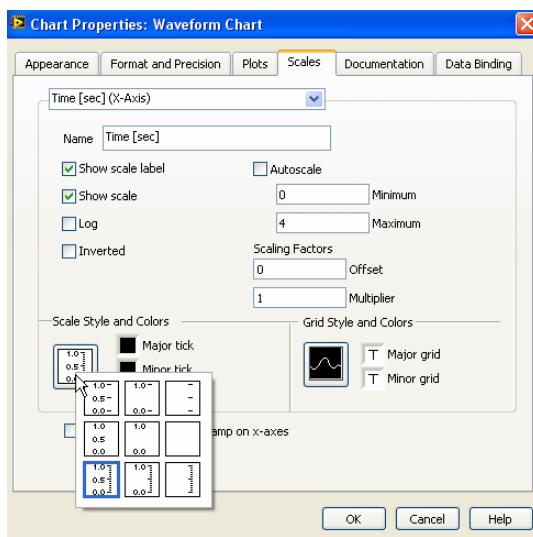 Chart Properties: Waveform Chart
Appearance Format and Precision Plots Scales Documentation Data Binding
Time [sec] (X-Axis)
Name Time [sec]
Show scale label Autoscale
Show scale 0 Minimum
Log 4 Maximum
Inverted Scaling Factors
0 Offset
1 Multiplier
Scale Style and Colors Grid Style and Colors
1.0 Major tick T Major grid
0.5
0.0 Minor tick T Minor grid
1.0 1.0
0.5
0.0 0.0
1.0 1.0
0.5 amp on x-axes
0.0 0.0
1.0 1.0
0.5
0.0 0.0
OK Cancel Help